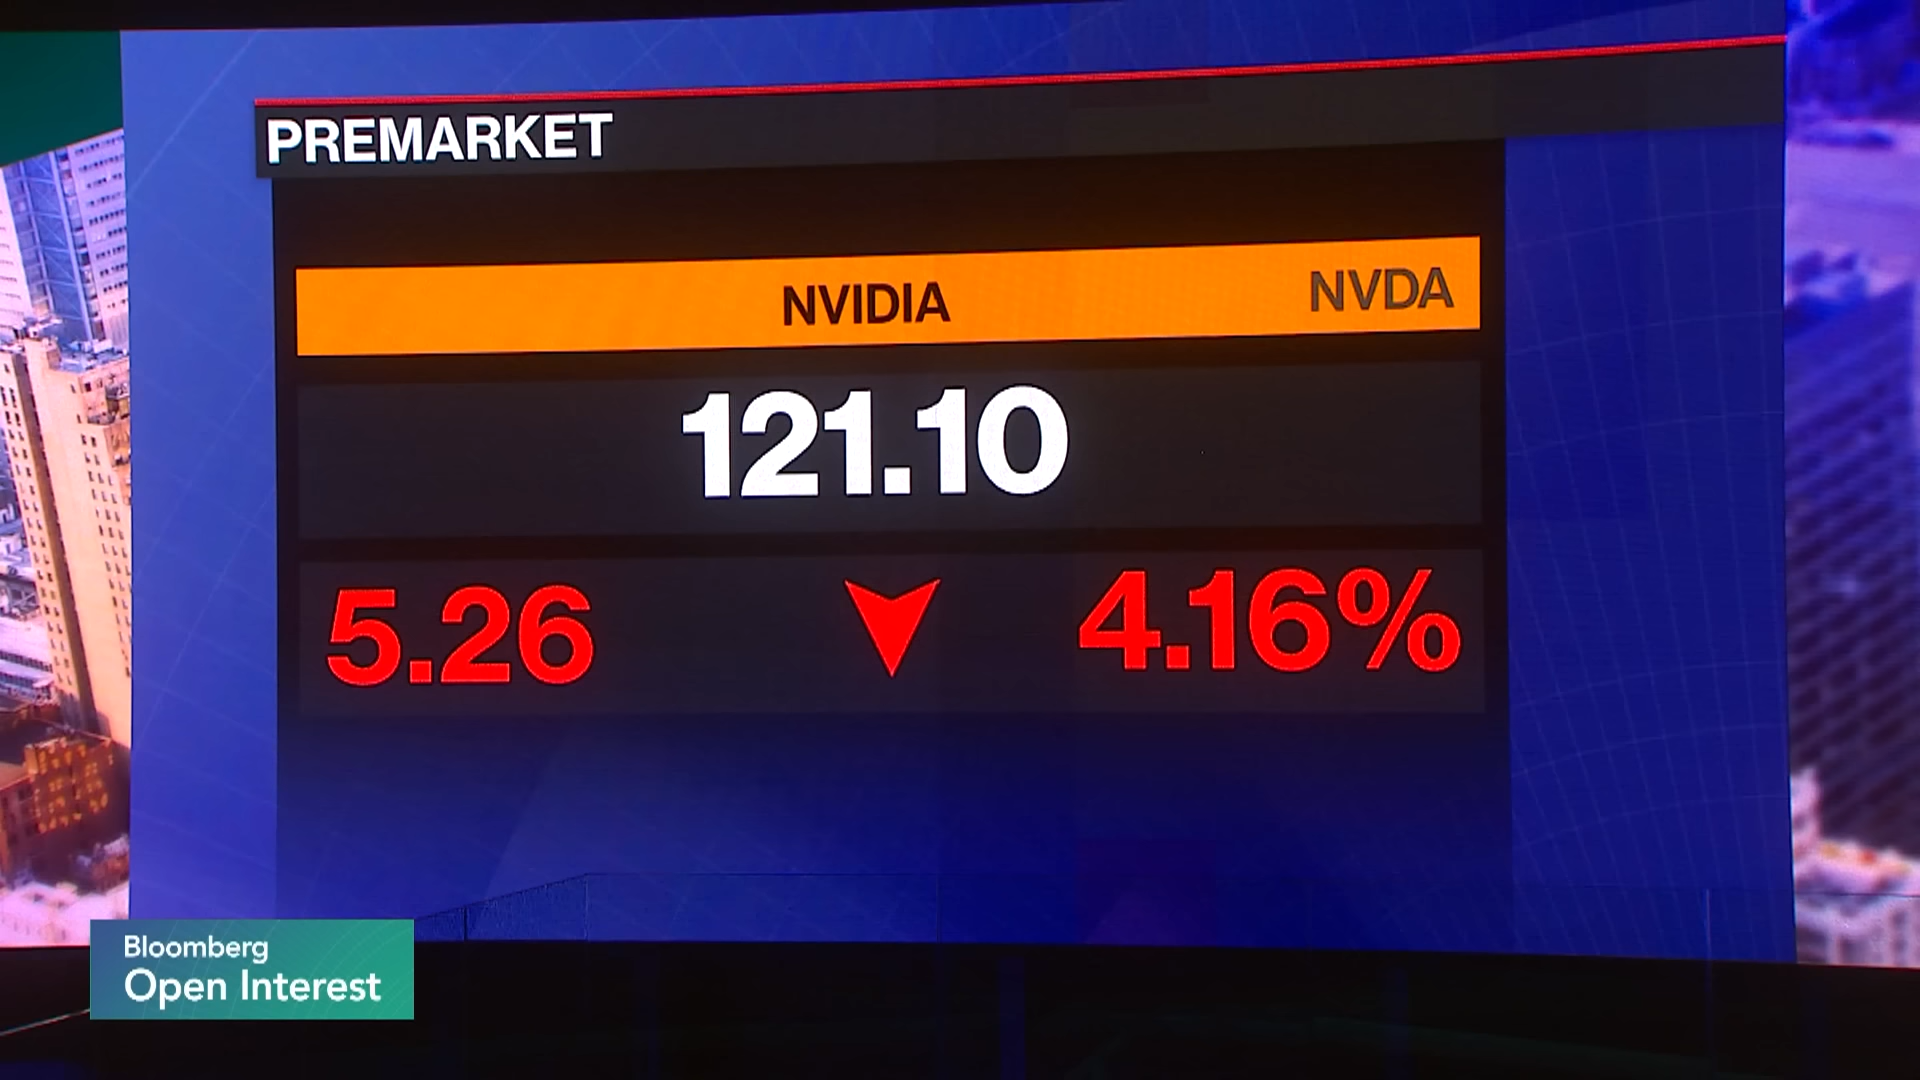 PREMARKET
NVIDIA NVDA
121.10
5.26 4.16%
Bloomberg
Open Interest